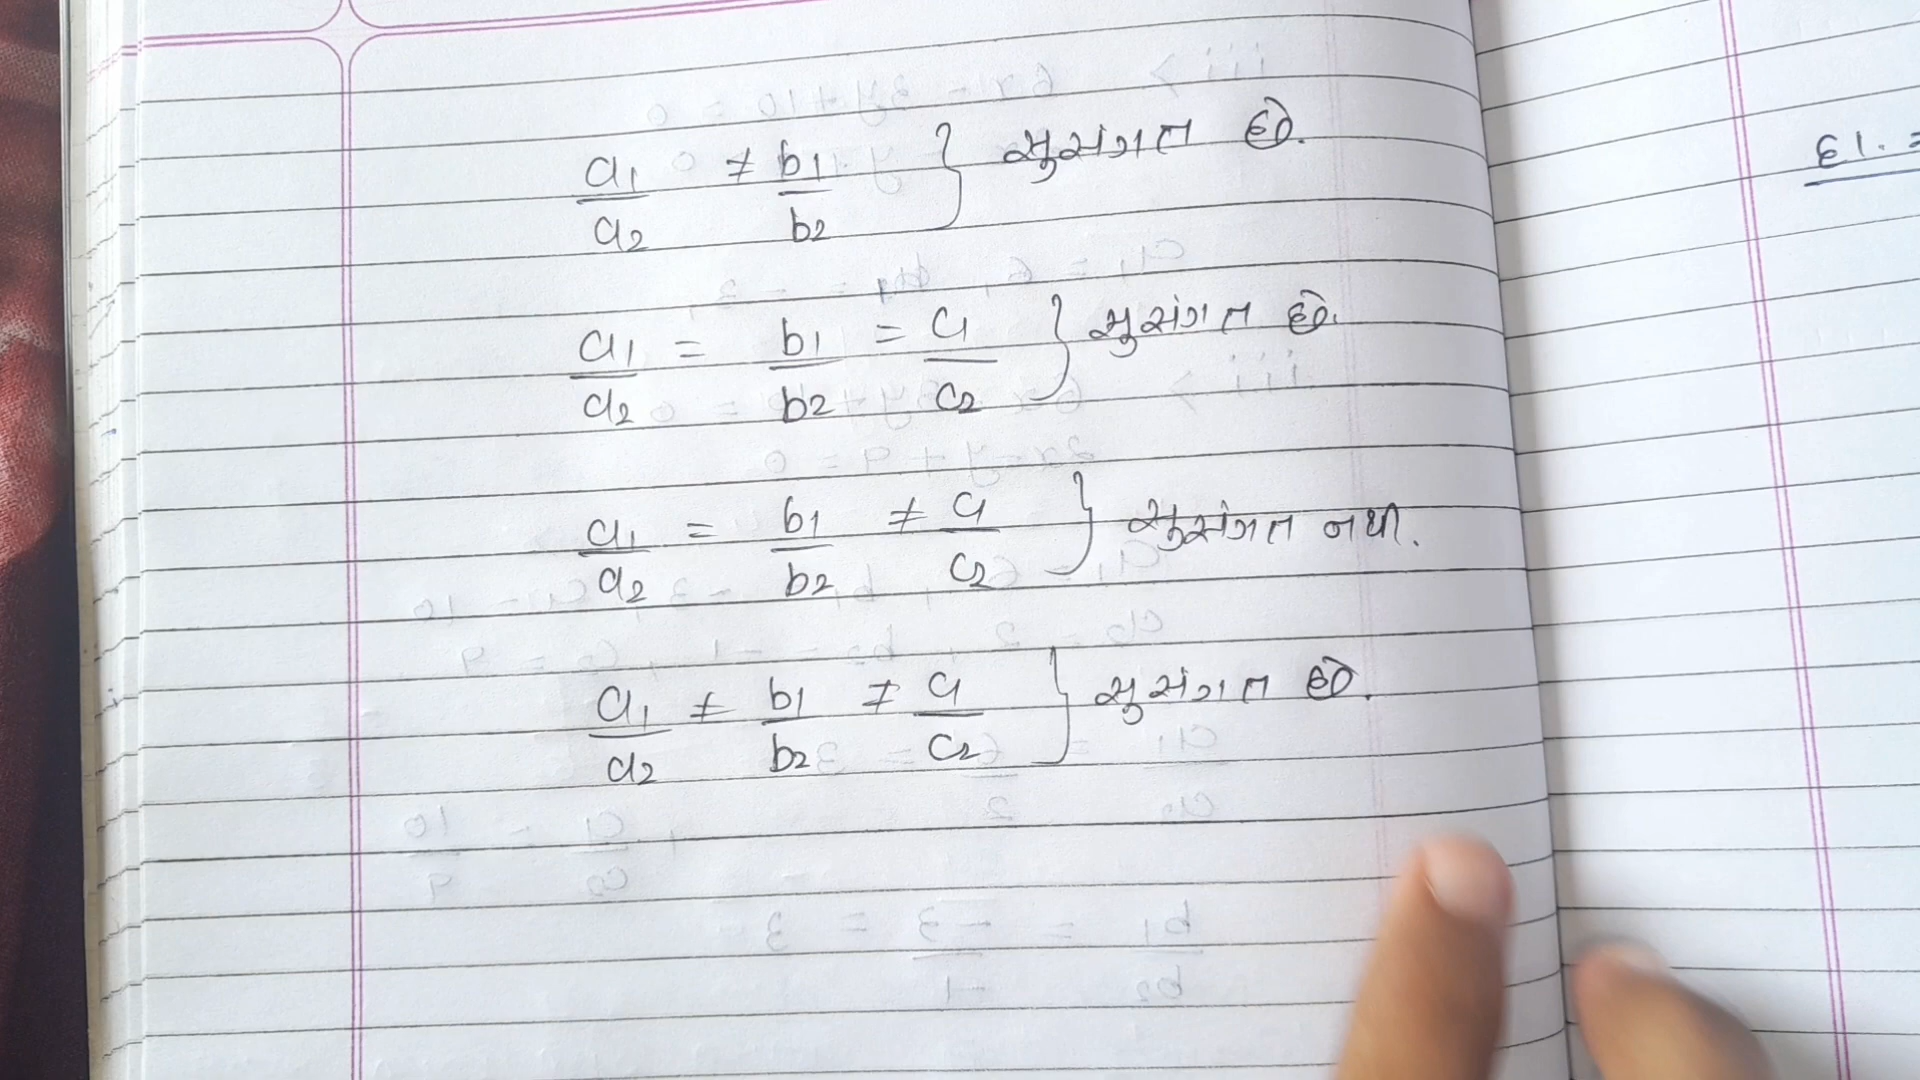 a1/a2 ≠ b1/b2 } સુસંગત છે.
a1/a2 = b1/b2 = c1/c2 } સુસંગત છે.
a1/a2 = b1/b2 ≠ c1/c2 } સુસંગત નથી.
a1/a2 ≠ b1/b2 ≠ c1/c2 } સુસંગત છે.
દા.